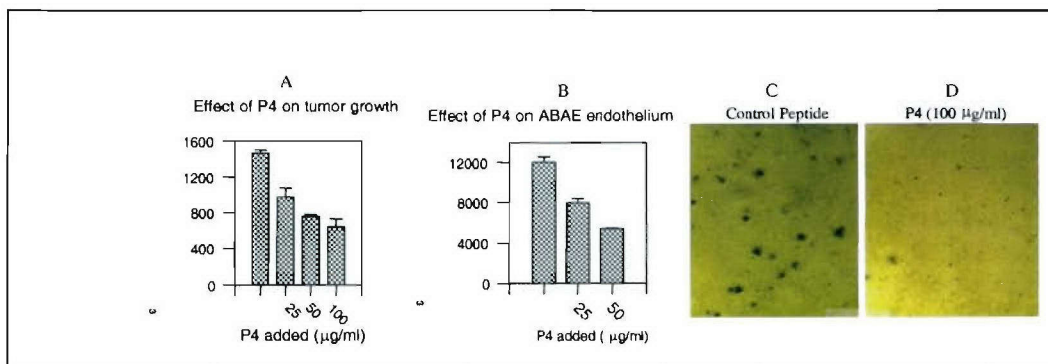 A
Effect of P4 on tumor growth
1600
1200
800
400
0
25
50
100
P4 added (µg/ml)
B
Effect of P4 on ABAE endothelium
12000
8000
4000
0
25
50
P4 added ( µg/ml)
C
Control Peptide
D
P4 (100 µg/ml)